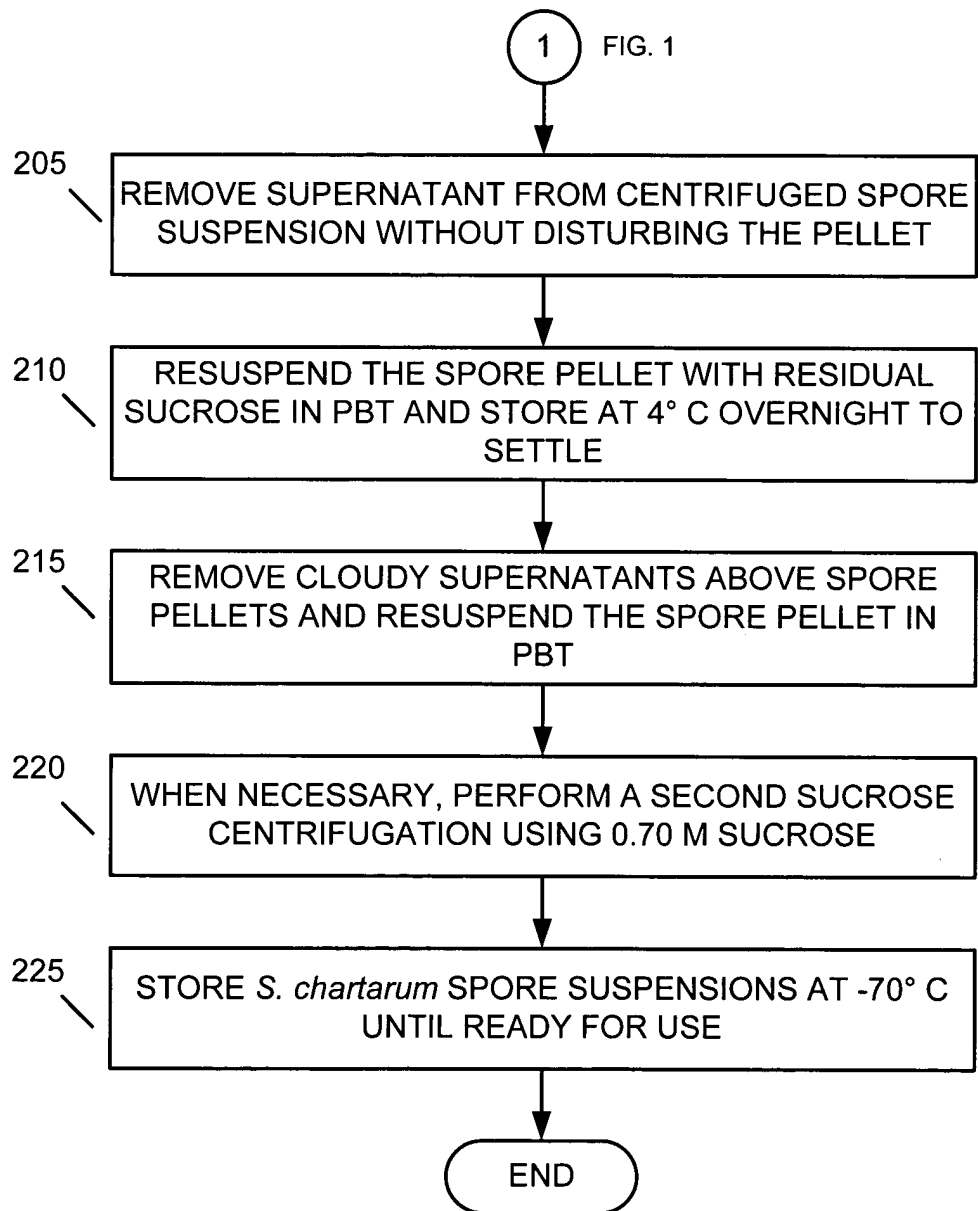 1 FIG. 1
205
REMOVE SUPERNATANT FROM CENTRIFUGED SPORE
SUSPENSION WITHOUT DISTURBING THE PELLET
210
RESUSPEND THE SPORE PELLET WITH RESIDUAL
SUCROSE IN PBT AND STORE AT 4° C OVERNIGHT TO
SETTLE
215
REMOVE CLOUDY SUPERNATANTS ABOVE SPORE
PELLETS AND RESUSPEND THE SPORE PELLET IN
PBT
220
WHEN NECESSARY, PERFORM A SECOND SUCROSE
CENTRIFUGATION USING 0.70 M SUCROSE
225
STORE S. chartarum SPORE SUSPENSIONS AT -70° C
UNTIL READY FOR USE
END